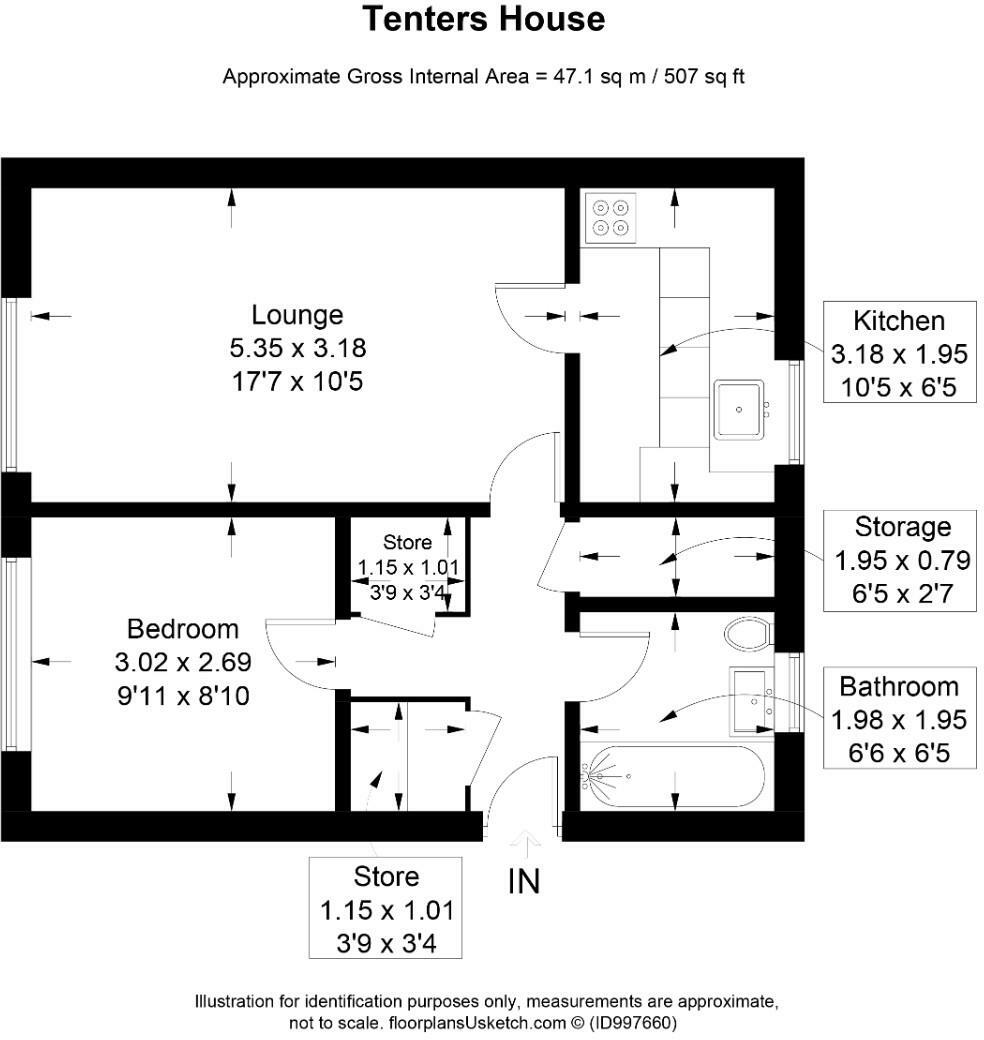 Tenters House
Approximate Gross Internal Area = 47.1 sq m / 507 sq ft
Lounge
5.35 x 3.18
17'7 x 10'5
Kitchen
3.18 x 1.95
10'5 x 6'5
Store
1.15 x 1.01
3'9 x 3'4
Storage
1.95 x 0.79
6'5 x 2'7
Bedroom
3.02 x 2.69
9'11 x 8'10
Bathroom
1.98 x 1.95
6'6 x 6'5
Store
1.15 x 1.01
3'9 x 3'4
IN
Illustration for identification purposes only, measurements are approximate,
not to scale. floorplansUsketch.com © (ID997660)